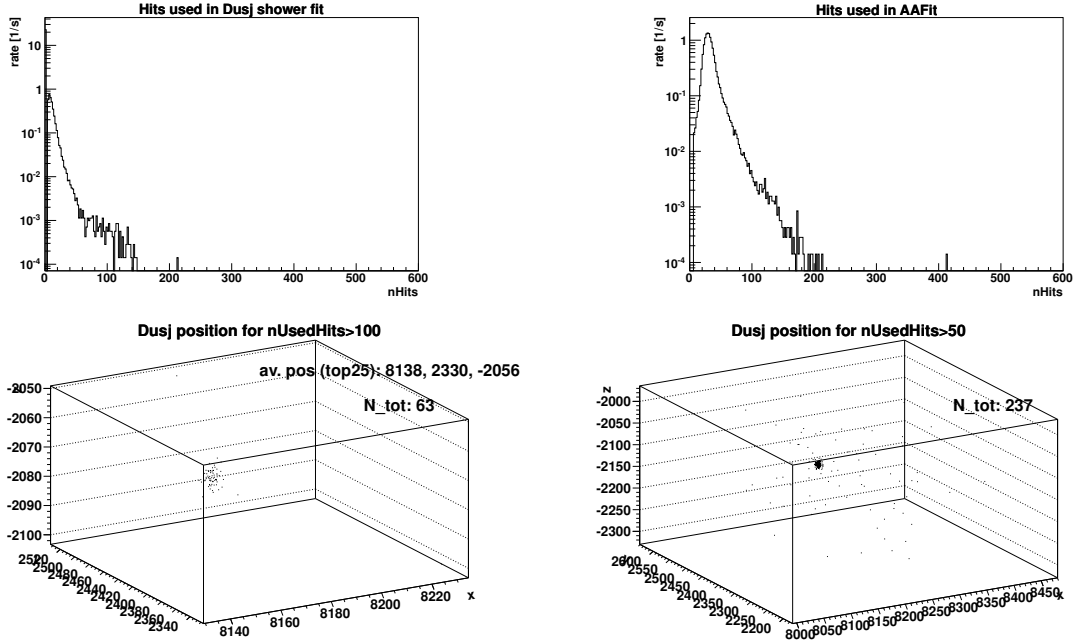 Hits used in Dusj shower fit
rate [1/s]
10
1
10⁻¹
10⁻²
10⁻³
10⁻⁴
0 100 200 300 400 500 600
nHits
Hits used in AAFit
rate [1/s]
1
10⁻¹
10⁻²
10⁻³
10⁻⁴
0 100 200 300 400 500 600
nHits
Dusj position for nUsedHits>100
av. pos (top25): 8138, 2330, -2056
N_tot: 63
-2050
-2060
-2070
-2080
-2090
-2100
2520
2500
2480
2460
2440
2420
2400
2380
2360
2340
8140 8160 8180 8200 8220
x
Dusj position for nUsedHits>50
N_tot: 237
z
-2000
-2050
-2100
-2150
-2200
-2250
-2300
2600
2550
2500
2450
2400
2350
2300
2250
2200
8000 8050 8100 8150 8200 8250 8300 8350 8400 8450
x